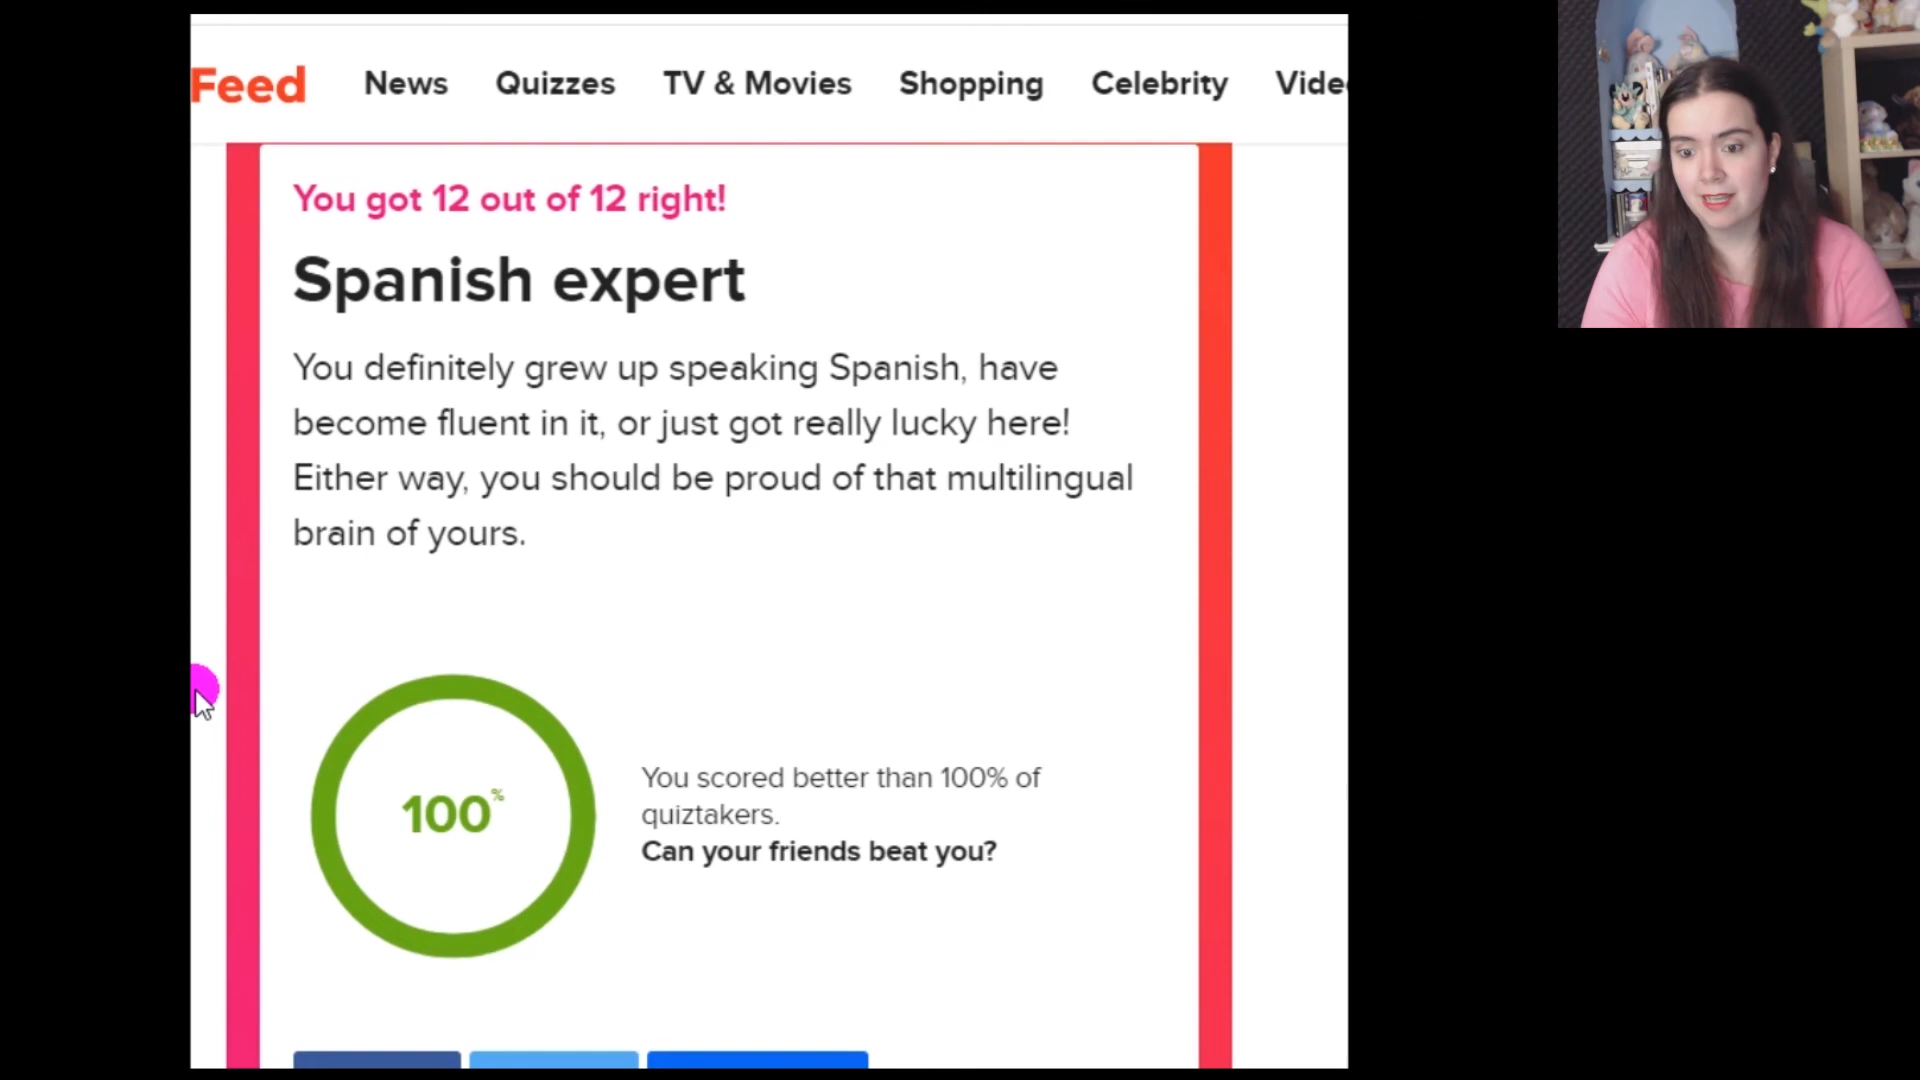 Feed News Quizzes TV & Movies Shopping Celebrity
You got 12 out of 12 right!
Spanish expert
You definitely grew up speaking Spanish, have
become fluent in it, or just got really lucky here!
Either way, you should be proud of that multilingual
brain of yours.
100%
You scored better than 100% of
quiztakers.
Can your friends beat you?